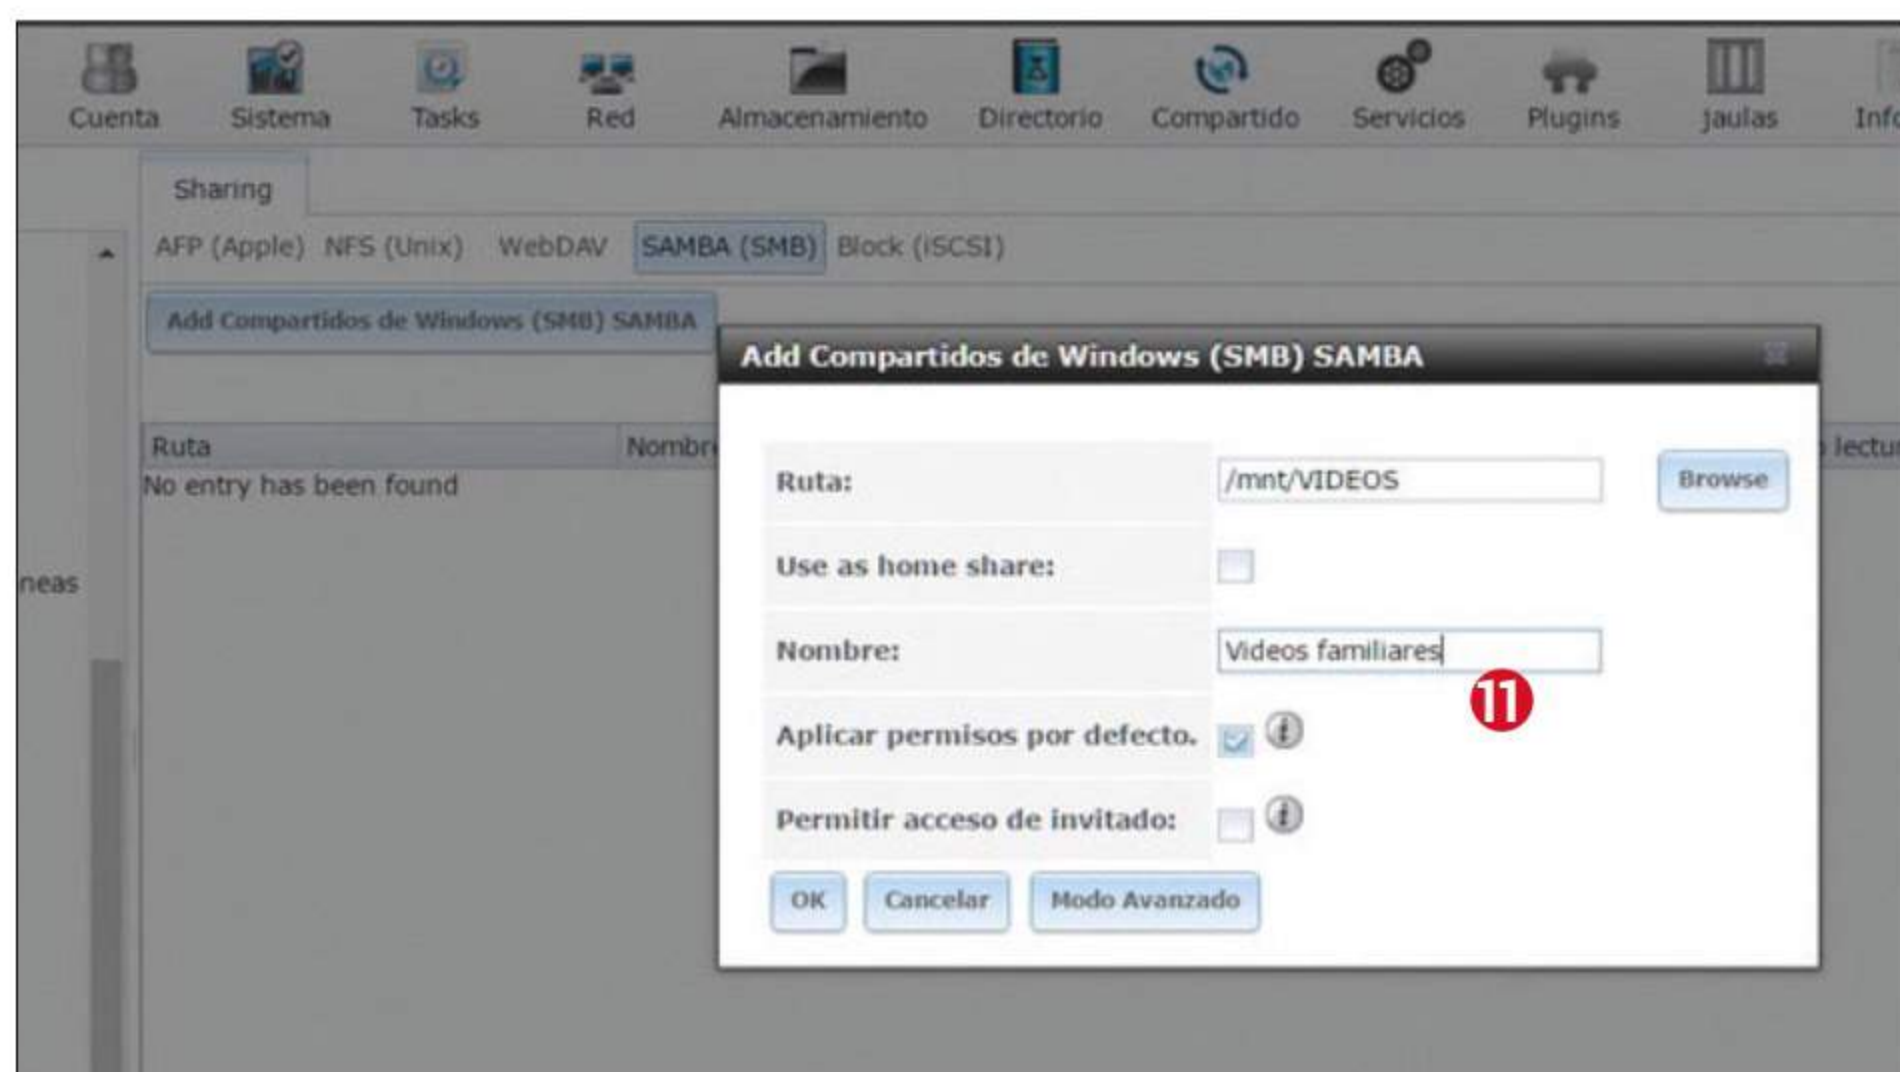 Cuenta Sistema Tasks Red Almacenamiento Directorio Compartido Servicios Plugins jaulas Info
Sharing
AFP (Apple) NFS (Unix) WebDAV SAMBA (SMB) Block (iSCSI)
Add Compartidos de Windows (SMB) SAMBA
Ruta Nombre lectur
No entry has been found
neas
Add Compartidos de Windows (SMB) SAMBA
Ruta: /mnt/VIDEOS Browse
Use as home share:
Nombre: Videos familiares
11
Aplicar permisos por defecto.
Permitir acceso de invitado:
OK Cancelar Modo Avanzado